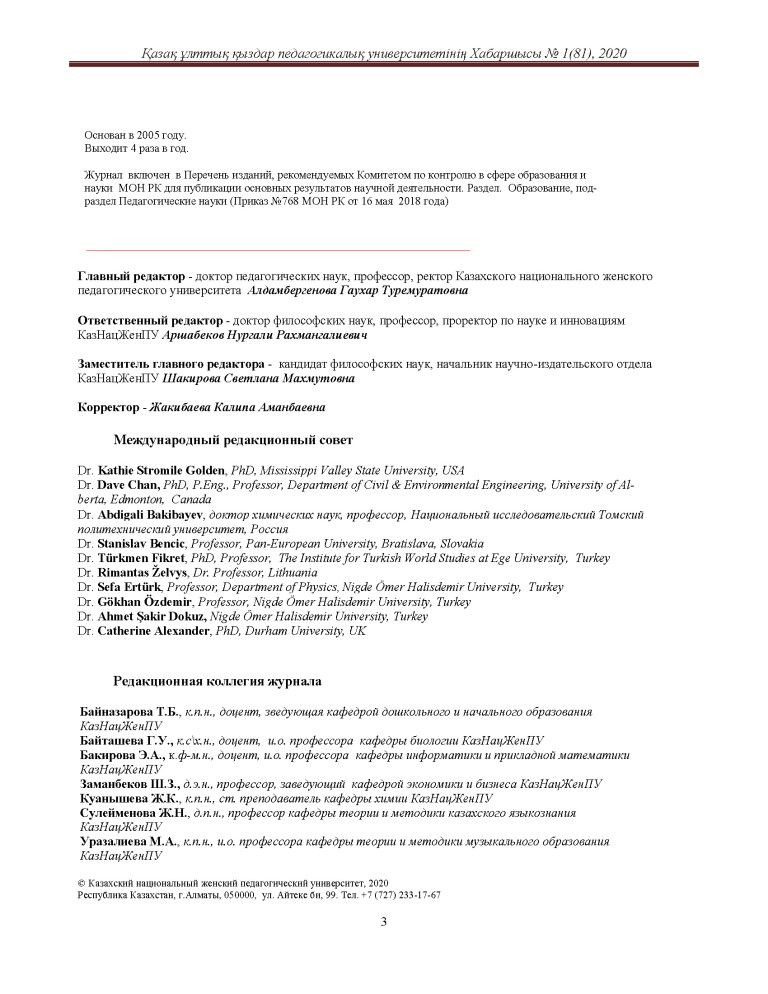 Қазақ ұлттық қыздар педагогикалық университетінің Хабаршысы № 1(81), 2020
Основан в 2005 году.
Выходит 4 раза в год.
Журнал включен в Перечень изданий, рекомендуемых Комитетом по контролю в сфере образования и
науки МОН РК для публикации основных результатов научной деятельности. Раздел. Образование, под-
раздел Педагогические науки (Приказ №768 МОН РК от 16 мая 2018 года)
Главный редактор - доктор педагогических наук, профессор, ректор Казахского национального женского
педагогического университета Алдамбергенова Гаухар Туремуратовна
Ответственный редактор - доктор философских наук, профессор, проректор по науке и инновациям
КазНацЖенПУ Аршабеков Нургали Рахмангалиевич
Заместитель главного редактора - кандидат философских наук, начальник научно-издательского отдела
КазНацЖенПУ Шакирова Светлана Махмутовна
Корректор - Жакибаева Калипа Аманбаевна
Международный редакционный совет
Dr. Kathie Stromile Golden, PhD, Mississippi Valley State University, USA
Dr. Dave Chan, PhD, P.Eng., Professor, Department of Civil & Environmental Engineering, University of Al-
berta, Edmonton, Canada
Dr. Abdigali Bakibayev, доктор химических наук, профессор, Национальный исследовательский Томский
политехнический университет, Россия
Dr. Stanislav Bencic, Professor, Pan-European University, Bratislava, Slovakia
Dr. Türkmen Fikret, PhD, Professor, The Institute for Turkish World Studies at Ege University, Turkey
Dr. Rimantas Želvys, Dr. Professor, Lithuania
Dr. Sefa Ertürk, Professor, Department of Physics, Nigde Ömer Halisdemir University, Turkey
Dr. Gökhan Özdemir, Professor, Nigde Ömer Halisdemir University, Turkey
Dr. Ahmet Şakir Dokuz, Nigde Ömer Halisdemir University, Turkey
Dr. Catherine Alexander, PhD, Durham University, UK
Редакционная коллегия журнала
Байназарова Т.Б., к.п.н., доцент, зведующая кафедрой дошкольного и начального образования
КазНацЖенПУ
Байташева Г.У., к.с\х.н., доцент, и.о. профессора кафедры биологии КазНацЖенПУ
Бакирова Э.А., к.ф-м.н., доцент, и.о. профессора кафедры информатики и прикладной математики
КазНацЖенПУ
Заманбеков Ш.З., д.э.н., профессор, заведующий кафедрой экономики и бизнеса КазНацЖенПУ
Куанышева Ж.К., к.п.н., ст. преподаватель кафедры химии КазНацЖенПУ
Сулейменова Ж.Н., д.п.н., профессор кафедры теории и методики казахского языкознания
КазНацЖенПУ
Уразалиева М.А., к.п.н., и.о. профессора кафедры теории и методики музыкального образования
КазНацЖенПУ
© Казахский национальный женский педагогический университет, 2020
Республика Казахстан, г.Алматы, 050000, ул. Айтеке би, 99. Тел. +7 (727) 233-17-67
3